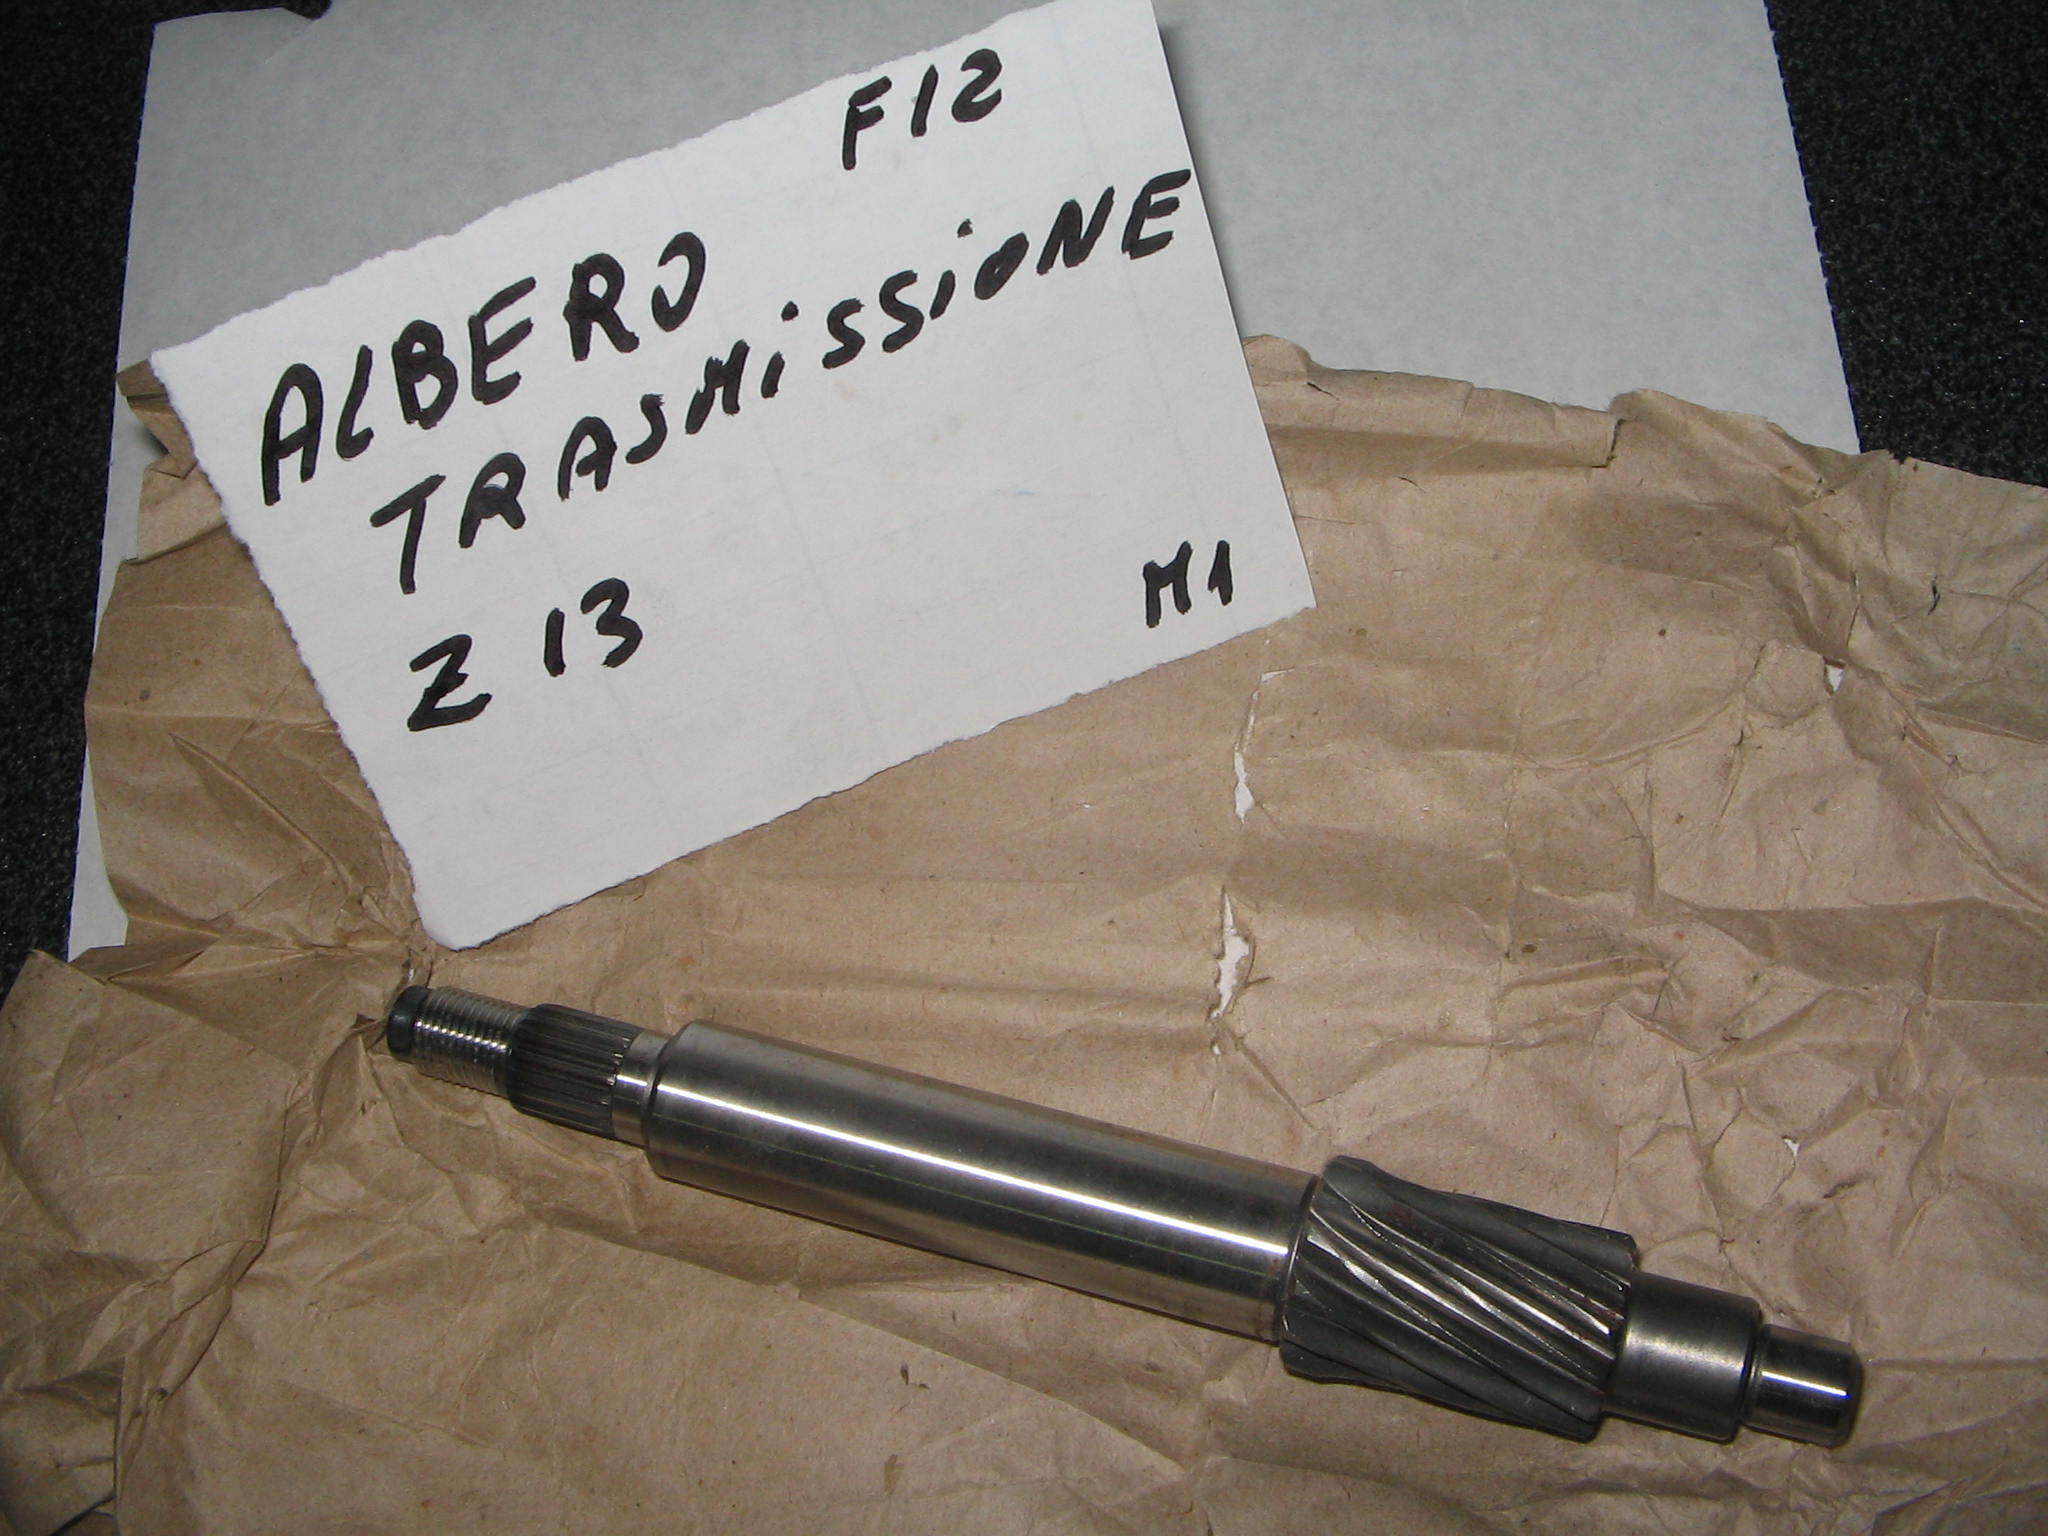 F12
ALBERO
TRASMiSSiONE
Z 13
M1